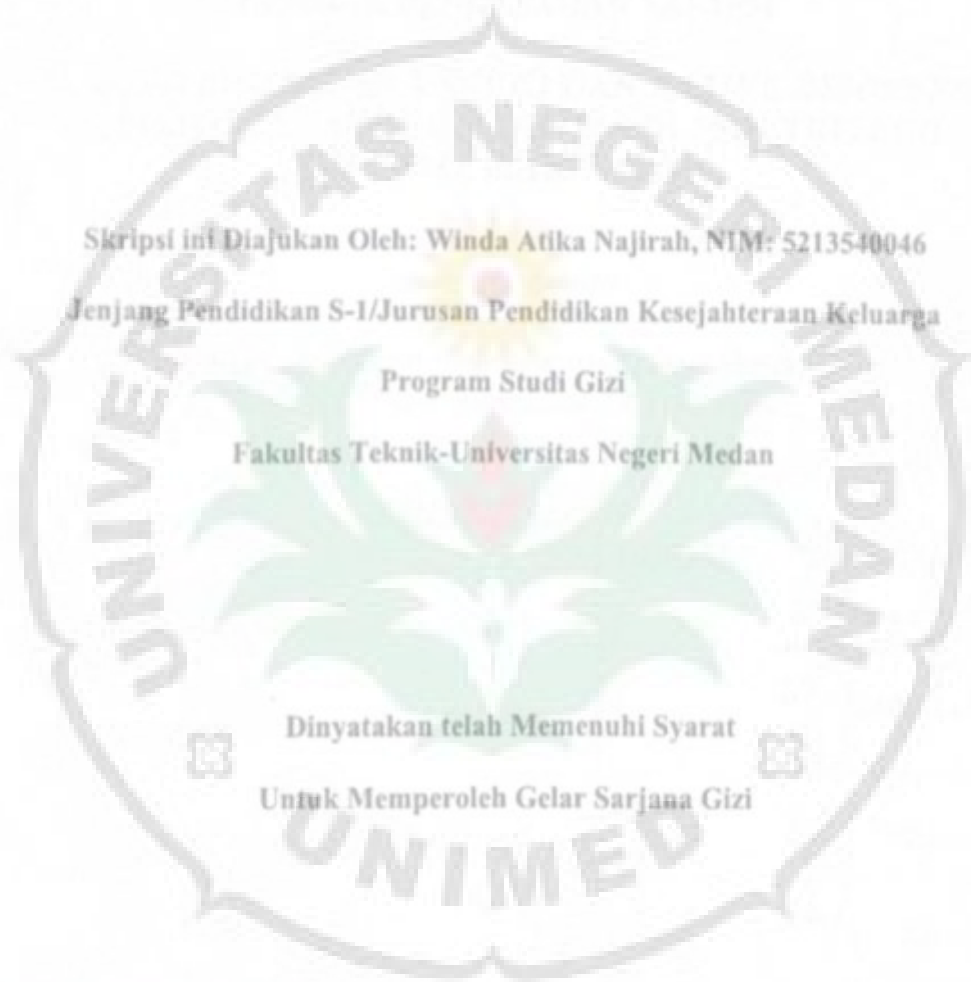 UNIVERSITAS NEGERI MEDAN
Skripsi ini Diajukan Oleh: Winda Atika Najirah, NIM: 5213540046
Jenjang Pendidikan S-1/Jurusan Pendidikan Kesejahteraan Keluarga
Program Studi Gizi
Fakultas Teknik-Universitas Negeri Medan
Dinyatakan telah Memenuhi Syarat
Untuk Memperoleh Gelar Sarjana Gizi
UNIMED